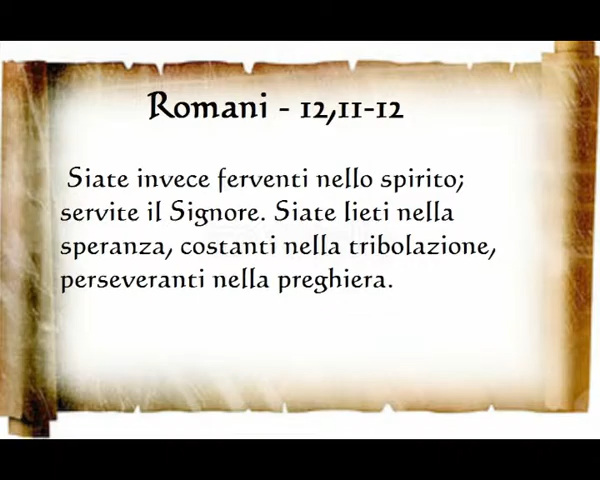 Romani - 12,11-12
Siate invece ferventi nello spirito;
servite il Signore. Siate lieti nella
speranza, costanti nella tribolazione,
perseveranti nella preghiera.